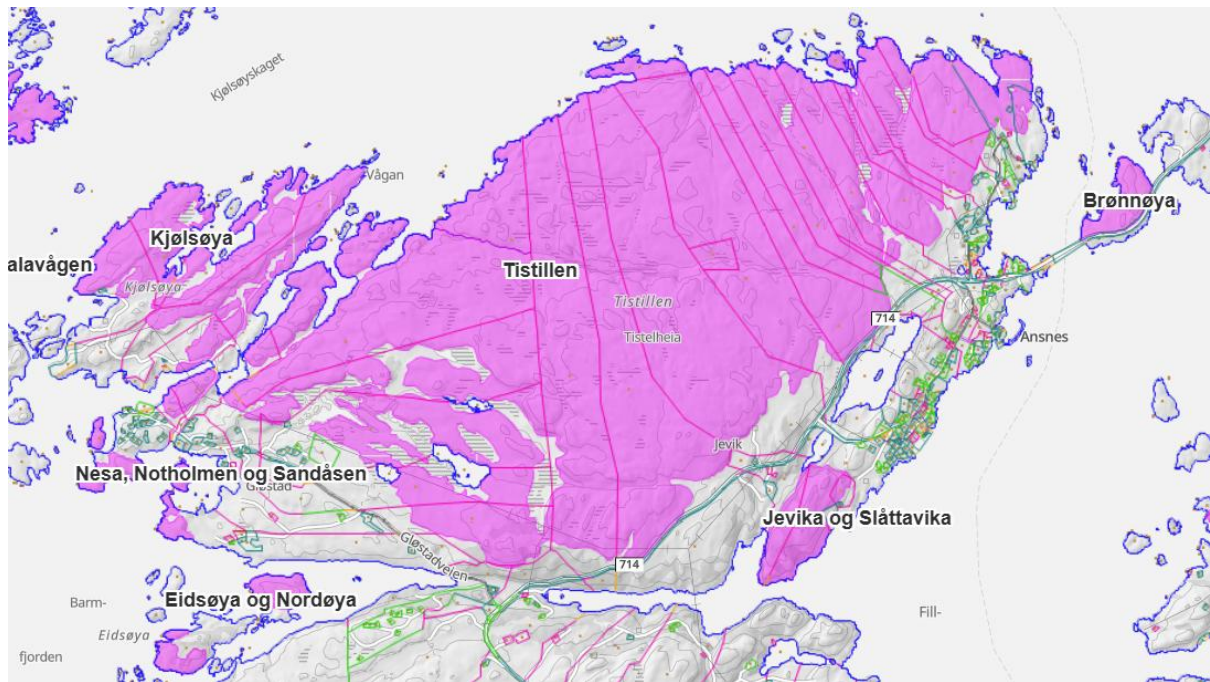 Kjølsøyskaget
Vågan
Brønnøya
Kjølsøya
alavågen
Kjølsøya
Tistillen
Tistillen
714
Tistelheia
Ansnes
Jevik
Nesa, Notholmen og Sandåsen
Gløstad
Jevika og Slåttavika
Gløstadveien
714
Barm-
Eidsøya og Nordøya
Fill-
Eidsøya
fjorden